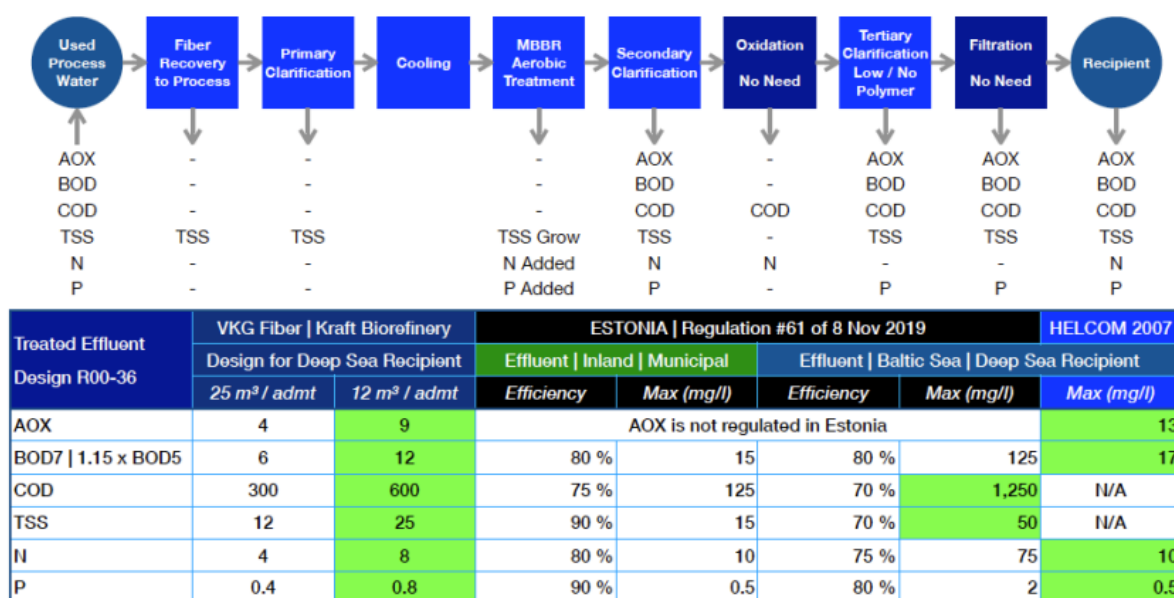 Used Process Water
Fiber Recovery to Process
Primary Clarification
Cooling
MBBR Aerobic Treatment
Secondary Clarification
Oxidation No Need
Tertiary Clarification Low / No Polymer
Filtration No Need
Recipient
AOX - - - AOX - AOX AOX AOX
BOD - - - BOD - BOD BOD BOD
COD - - - COD COD COD COD COD
TSS TSS TSS TSS Grow TSS - TSS TSS TSS
N - - N Added N N - - N
P - - P Added P - P P P
Treated Effluent Design R00-36
VKG Fiber | Kraft Biorefinery ESTONIA | Regulation #61 of 8 Nov 2019 HELCOM 2007
Design for Deep Sea Recipient Effluent | Inland | Municipal Effluent | Baltic Sea | Deep Sea Recipient
25 m³ / admt 12 m³ / admt Efficiency Max (mg/l) Efficiency Max (mg/l) Max (mg/l)
AOX 4 9 AOX is not regulated in Estonia 13
BOD7 | 1.15 x BOD5 6 12 80 % 15 80 % 125 17
COD 300 600 75 % 125 70 % 1,250 N/A
TSS 12 25 90 % 15 70 % 50 N/A
N 4 8 80 % 10 75 % 75 10
P 0.4 0.8 90 % 0.5 80 % 2 0.5